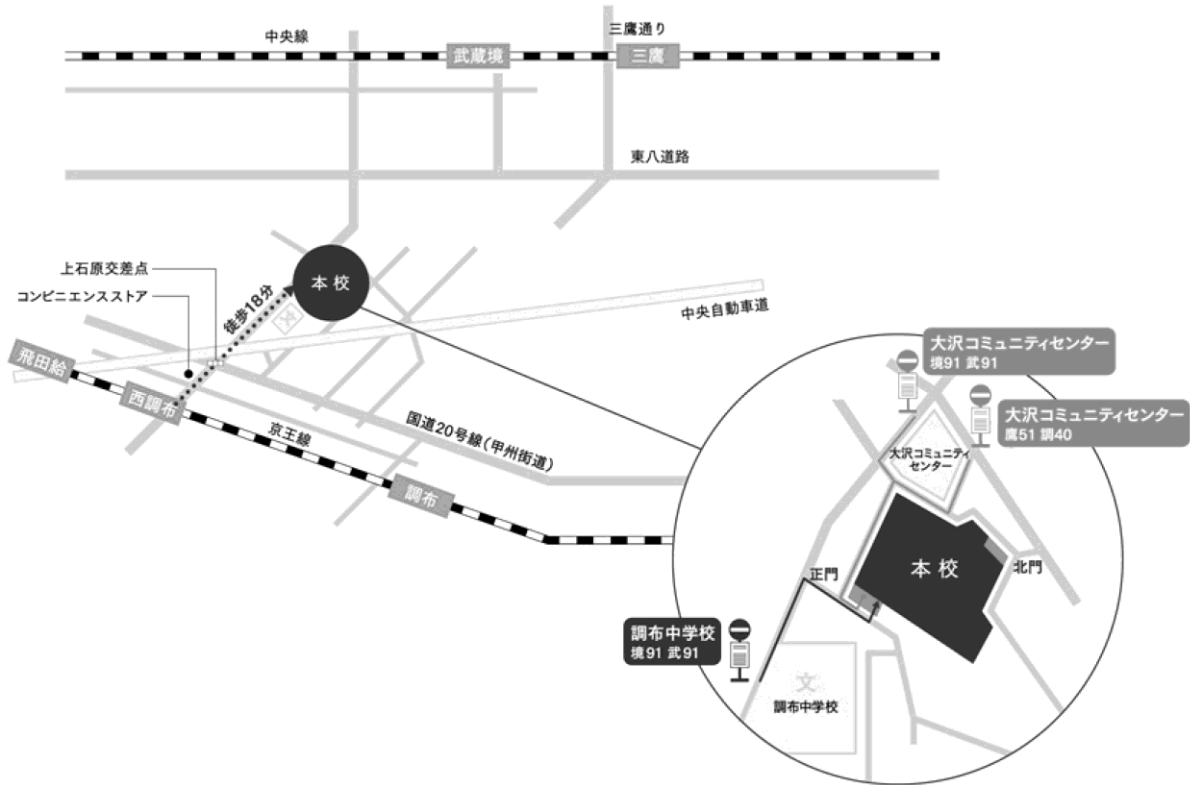 三鷹通り
中央線
武蔵境
三鷹
東八道路
上石原交差点
本校
コンビニエンスストア
徒歩18分
文
中央自動車道
飛田給
西調布
京王線
国道20号線(甲州街道)
調布
大沢コミュニティセンター
境91 武91
大沢コミュニティセンター
鷹51 調40
大沢コミュニティ
センター
本校
正門
北門
調布中学校
境91 武91
文
調布中学校